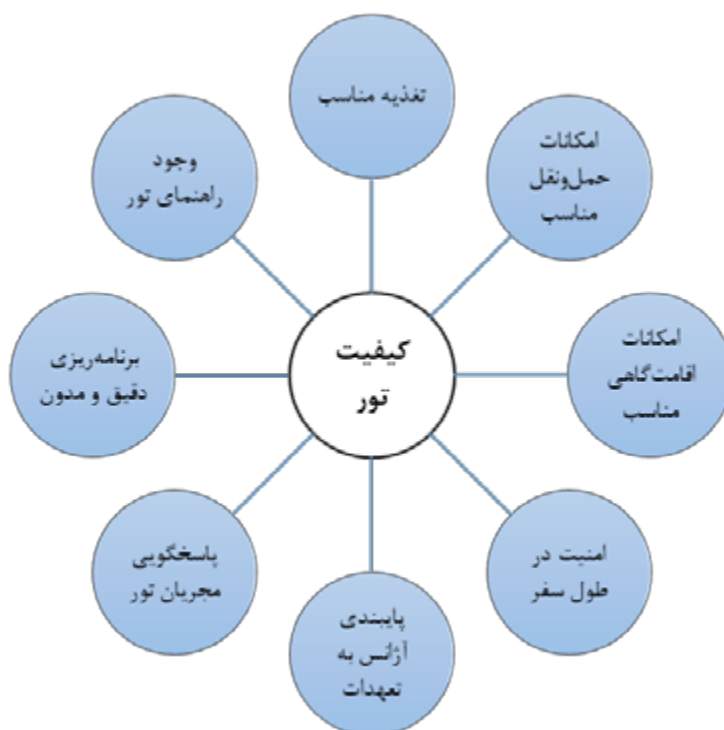 تغذیه مناسب
امکانات
حمل‌ونقل
مناسب
امکانات
اقامت‌گاهی
مناسب
امنیت در
طول سفر
پایبندی
آژانس به
تعهدات
پاسخگویی
مجریان تور
برنامه‌ریزی
دقیق و مدون
وجود
راهنمای تور
کیفیت
تور